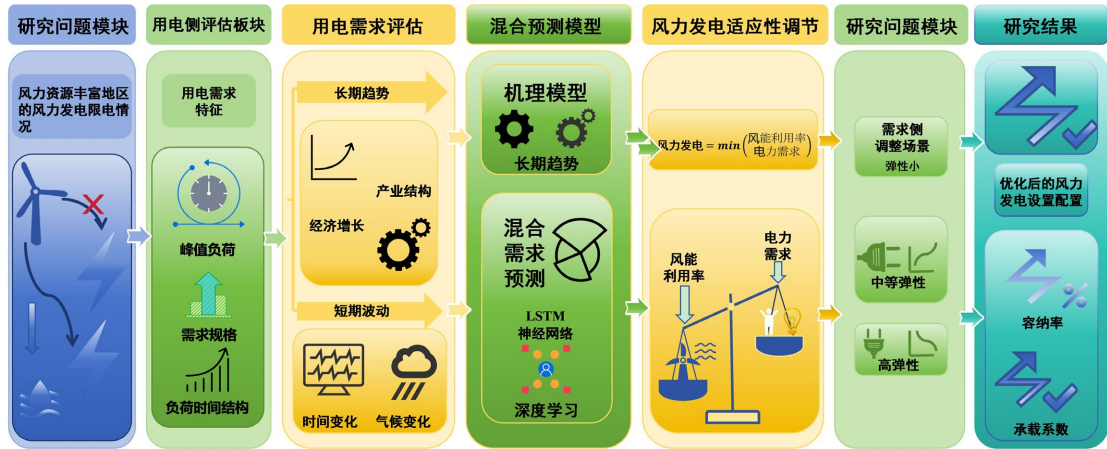 研究问题模块
用电侧评估板块
用电需求评估
混合预测模型
风力发电适应性调节
研究问题模块
研究结果
风力资源丰富地区
的风力发电限电情
况
用电需求
特征
峰值负荷
需求规格
负荷时间结构
长期趋势
产业结构
经济增长
短期波动
时间变化
气候变化
机理模型
长期趋势
混合
需求
预测
LSTM
神经网络
深度学习
风力发电 = min(风能利用率
电力需求)
风能
利用率
电力
需求
需求侧
调整场景
弹性小
中等弹性
高弹性
优化后的风力
发电设置配置
%
容纳率
承载系数